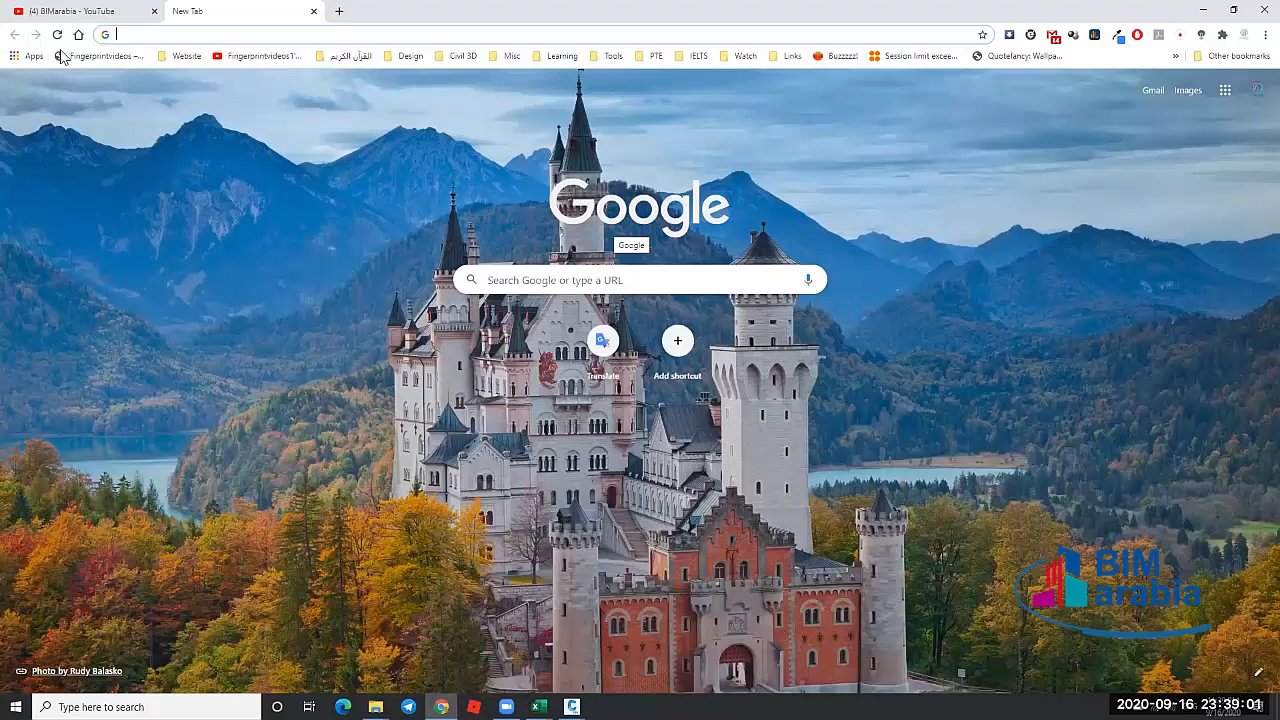 (4) BIMarabia - YouTube
New Tab
Apps
Fingerprintvideos –...
Website
Fingerprintvideos1'...
القرآن الكريم
Design
Civil 3D
Misc
Learning
Tools
PTE
IELTS
Watch
Links
Buzzzz!
Session limit excee...
Quotefancy: Wallpa...
»
Other bookmarks
Gmail
Images
Google
Google
Search Google or type a URL
Translate
Add shortcut
BIM
arabia
Photo by Rudy Balasko
Type here to search
2020-09-16 23:39:01